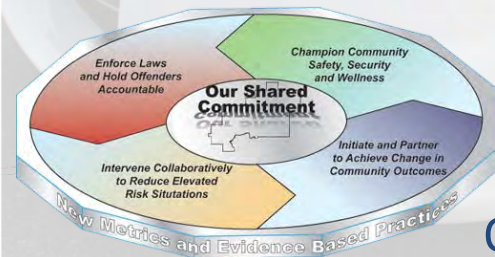 Enforce Laws
and Hold Offenders
Accountable
Champion Community
Safety, Security
and Wellness
Our Shared
Commitment
Intervene Collaboratively
to Reduce Elevated
Risk Situtations
Initiate and Partner
to Achieve Change in
Community Outcomes
New Metrics and Evidence Based Practices